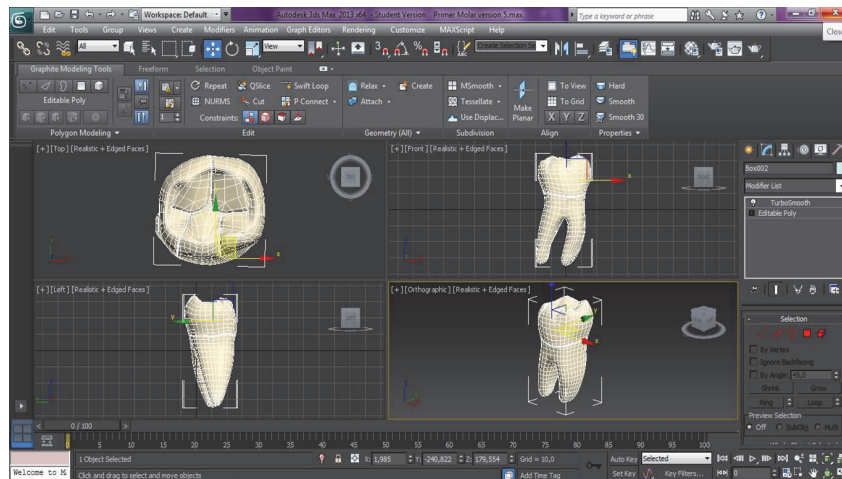 Workspace: Default
Autodesk 3ds Max 2013 x64 - Student Version Primer Molar version 5.max
Type a keyword or phrase
Close
Edit Tools Group Views Create Modifiers Animation Graph Editors Rendering Customize MAXScript Help
All
View
Create Selection Se
Graphite Modeling Tools Freeform Selection Object Paint
Editable Poly
Repeat QSlice Swift Loop
NURMS Cut P Connect
Constraints:
Relax Create
Attach
MSmooth
Tessellate
Use Displac...
Make Planar
To View
To Grid
X Y Z
Hard
Smooth
Smooth 30
Polygon Modeling Edit Geometry (All) Subdivision Align Properties
[+] [Top] [Realistic + Edged Faces]
[+] [Front] [Realistic + Edged Faces]
x
x
Box002
Modifier List
TurboSmooth
Editable Poly
[+] [Left] [Realistic + Edged Faces]
[+] [Orthographic] [Realistic + Edged Faces]
y
y
x
Selection
By Vertex
Ignore Backfacing
By Angle: 45,0
Shrink Grow
Ring Loop
Preview Selection
Off SubObj Multi
0 / 100
0 5 10 15 20 25 30 35 40 45 50 55 60 65 70 75 80 85 90 95 100
1 Object Selected
X: 1,985 Y: -240,822 Z: 179,554 Grid = 10,0
Auto Key Selected
Welcome to M
Click and drag to select and move objects
Add Time Tag
Set Key Key Filters... 0